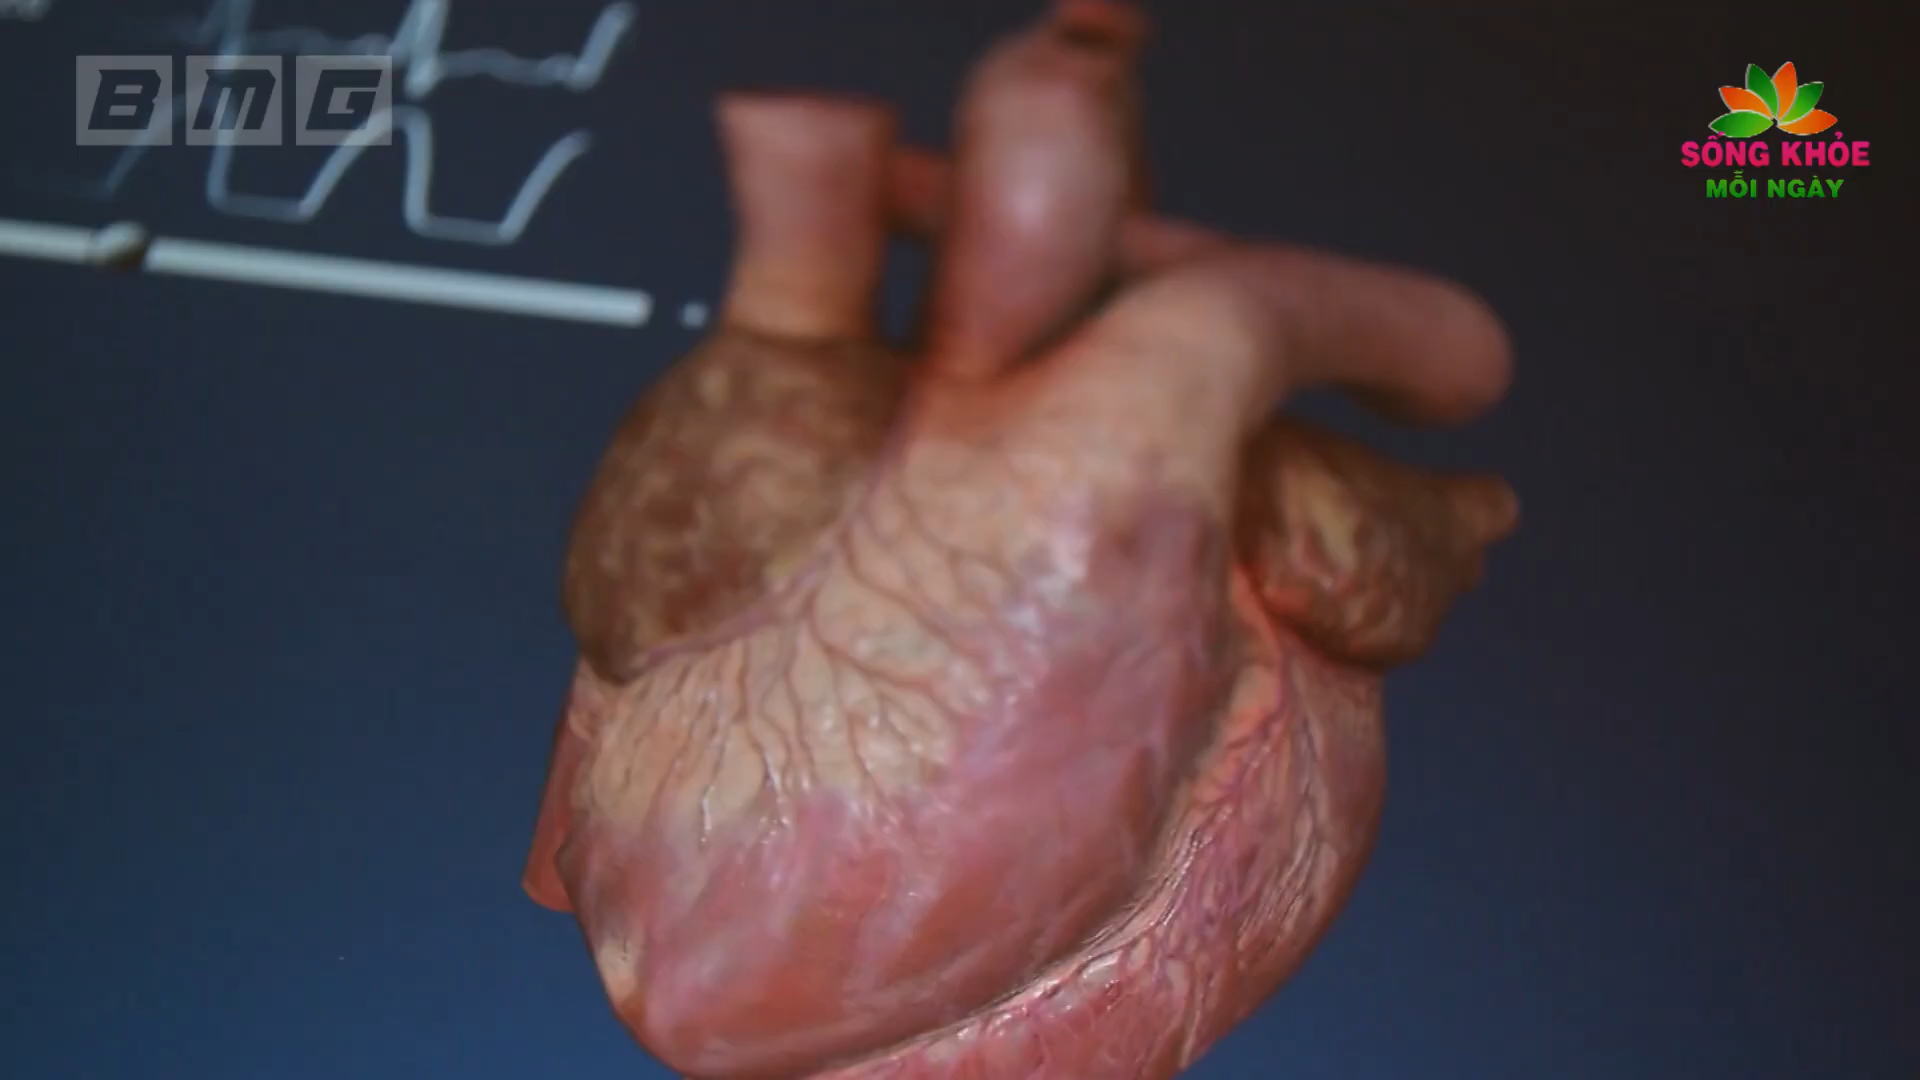 BMG
SỐNG KHỎE
MỖI NGÀY